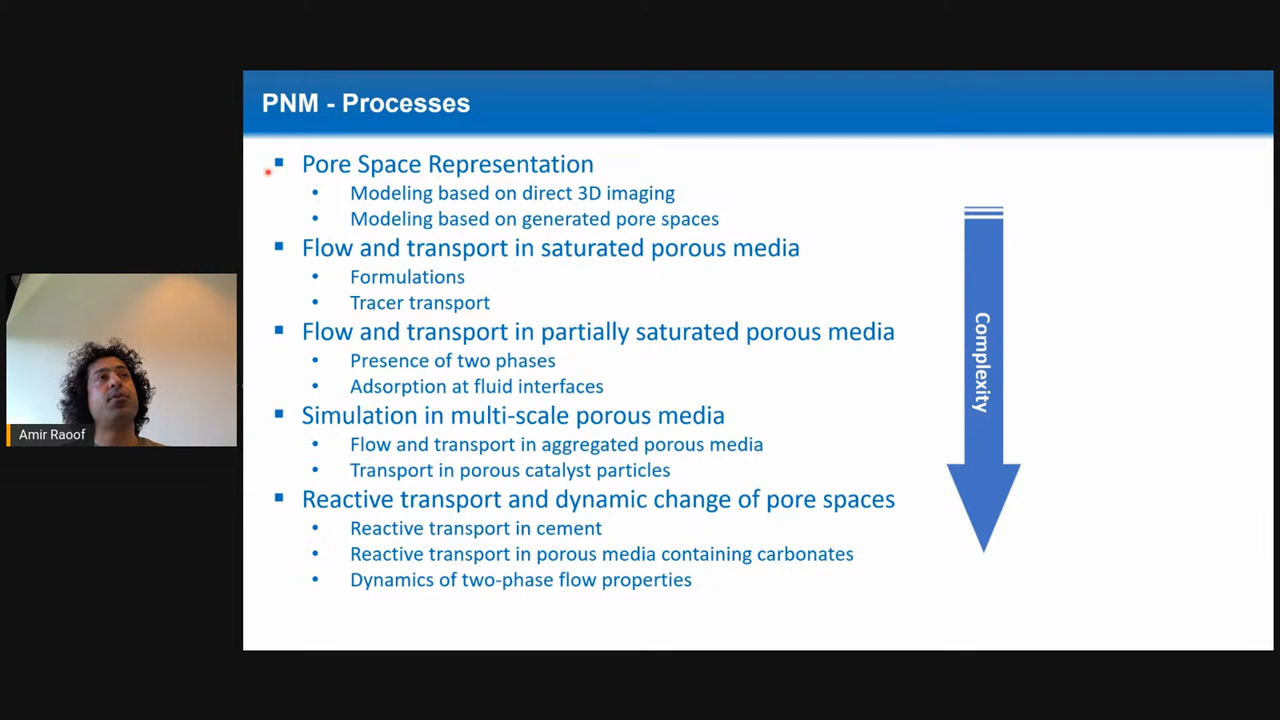 PNM - Processes
Pore Space Representation
Modeling based on direct 3D imaging
Modeling based on generated pore spaces
Flow and transport in saturated porous media
Formulations
Tracer transport
Flow and transport in partially saturated porous media
Presence of two phases
Adsorption at fluid interfaces
Simulation in multi-scale porous media
Flow and transport in aggregated porous media
Transport in porous catalyst particles
Reactive transport and dynamic change of pore spaces
Reactive transport in cement
Reactive transport in porous media containing carbonates
Dynamics of two-phase flow properties
Complexity
Amir Raoof